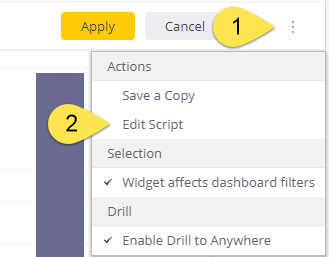 Apply Cancel 1
Actions
Save a Copy
2 Edit Script
Selection
✓ Widget affects dashboard filters
Drill
✓ Enable Drill to Anywhere